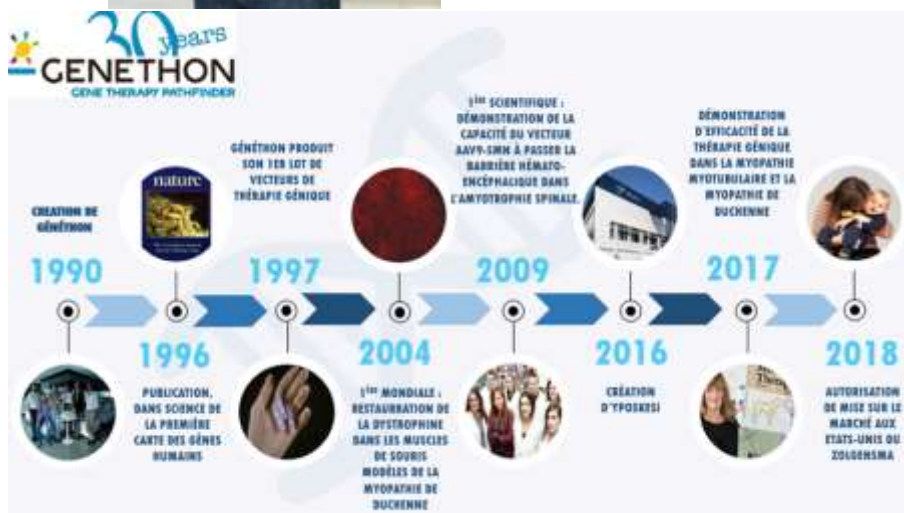 30 years
GENETHON
GENE THERAPY PATHFINDER
CREATION DE
GÉNÉTHON
1990
nature
1996
PUBLICATION,
DANS SCIENCE DE
LA PREMIÈRE
CARTE DES GÈNES
HUMAINS
GÉNÉTHON PRODUIT
SON 1ER LOT DE
VECTEURS DE
THÉRAPIE GÉNIQUE
1997
2004
1ÈRE MONDIALE :
RESTAURATION DE
LA DYSTROPHINE
DANS LES MUSCLES
DE SOURIS
MODÈLES DE LA
MYOPATHIE DE
DUCHENNE
1ÈRE SCIENTIFIQUE :
DÉMONSTRATION DE LA
CAPACITÉ DU VECTEUR
AAV9-SMN À PASSER LA
BARRIÈRE HÉMATO-
ENCÉPHALIQUE DANS
L'AMYOTROPHIE SPINALE.
2009
2016
CRÉATION
D'YPOSKESI
DÉMONSTRATION
D'EFFICACITÉ DE LA
THÉRAPIE GÉNIQUE
DANS LA MYOPATHIE
MYOTUBULAIRE ET LA
MYOPATHIE DE
DUCHENNE
2017
2018
AUTORISATION
DE MISE SUR LE
MARCHÉ AUX
ETATS-UNIS DU
ZOLGENSMA